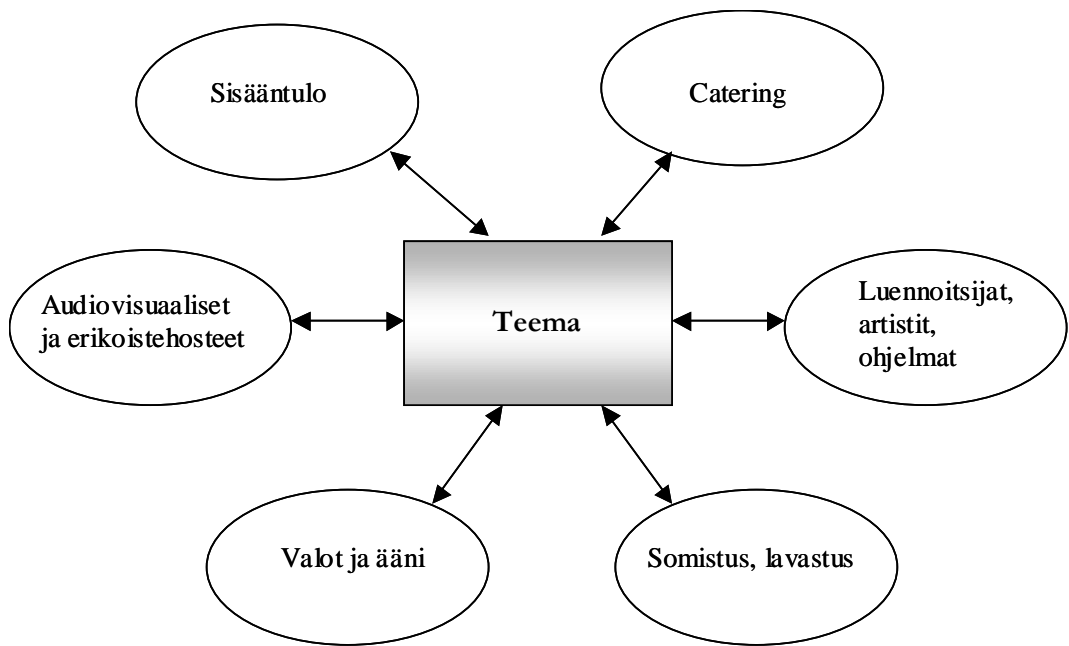 Sisääntulo
Catering
Audiovisuaaliset
ja erikoistehosteet
Teema
Luennoitsijat,
artistit,
ohjelmat
Valot ja ääni
Somistus, lavastus